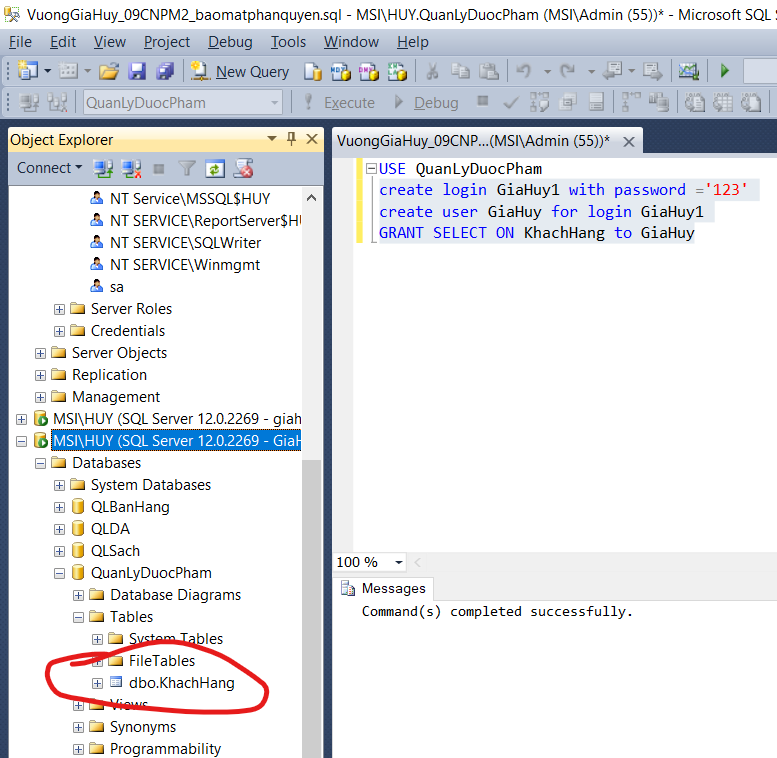 VuongGiaHuy_09CNPM2_baomatphanquyen.sql - MSI\HUY.QuanLyDuocPham (MSI\Admin (55))* - Microsoft SQL
File Edit View Project Debug Tools Window Help
New Query
QuanLyDuocPham Execute Debug
Object Explorer
VuongGiaHuy_09CNP...(MSI\Admin (55))*
Connect
NT Service\MSSQL$HUY
NT SERVICE\ReportServer$HU
NT SERVICE\SQLWriter
NT SERVICE\Winmgmt
sa
Server Roles
Credentials
Server Objects
Replication
Management
MSI\HUY (SQL Server 12.0.2269 - giah
MSI\HUY (SQL Server 12.0.2269 - GiaH
Databases
System Databases
QLBanHang
QLDA
QLSach
QuanLyDuocPham
Database Diagrams
Tables
System Tables
FileTables
dbo.KhachHang
Views
Synonyms
Programmability
USE QuanLyDuocPham
create login GiaHuy1 with password ='123'
create user GiaHuy for login GiaHuy1
GRANT SELECT ON KhachHang to GiaHuy
100 %
Messages
Command(s) completed successfully.